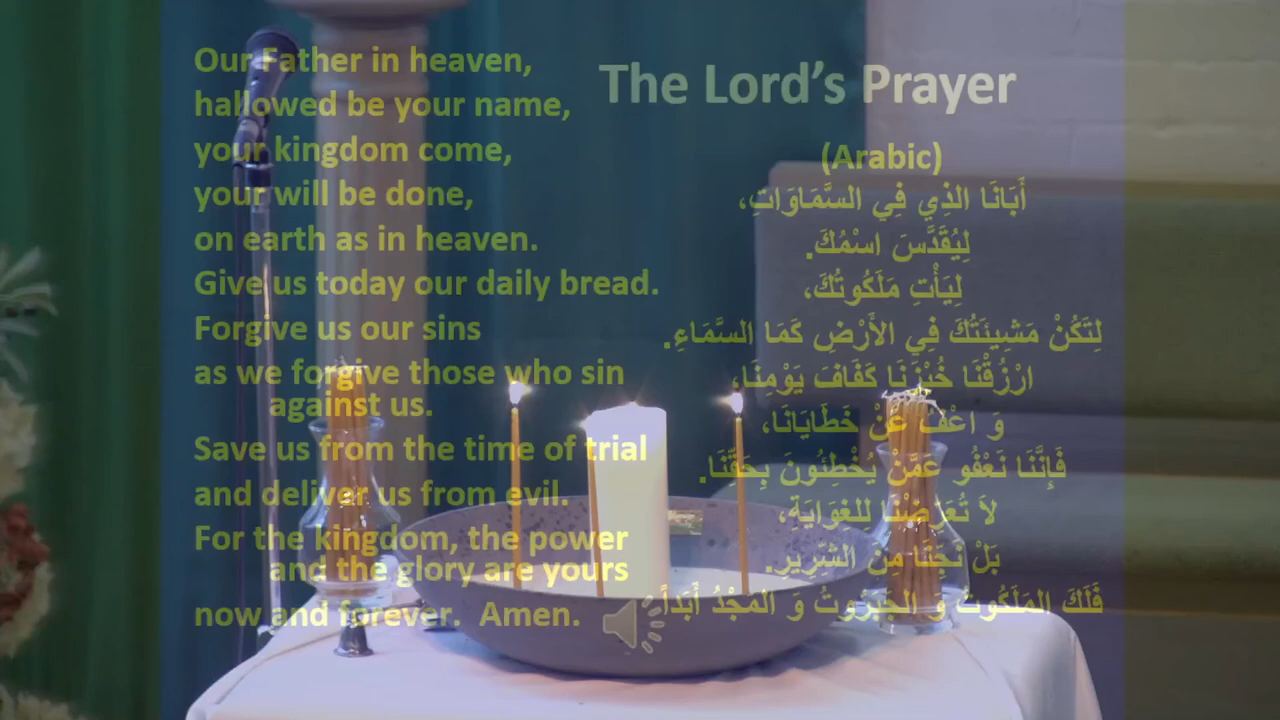 Our Father in heaven,
hallowed be your name,
your kingdom come,
your will be done,
on earth as in heaven.
Give us today our daily bread.
Forgive us our sins
as we forgive those who sin
against us.
Save us from the time of trial
and deliver us from evil.
For the kingdom, the power
and the glory are yours
now and forever.  Amen.
The Lord’s Prayer
(Arabic)
أَبَانَا الذِي فِي السَّمَاوَاتِ،
لِيُقَدَّسَ اسْمُكَ.
لِيَأْتِ مَلَكُوتُكَ،
لِتَكُنْ مَشِيئَتُكَ فِي الأَرْضِ كَمَا السَّمَاءِ.
ارْزُقْنَا خُبْزَنَا كَفَافَ يَوْمِنَا،
وَ اعْفُ عَنْ خَطَايَانَا،
فَإِنَّنَا نَعْفُو عَمَّنْ يُخْطِئُونَ بِحَقِّنَا.
لاَ تُعَرِضْنَا للغَوَايَةِ،
بَلْ نَجِنَا مِن الشِّرِيرِ.
فَلَكَ المَلَكُوتُ وَ الجَبَروتُ وَ المَجْدُ أَبَداً.